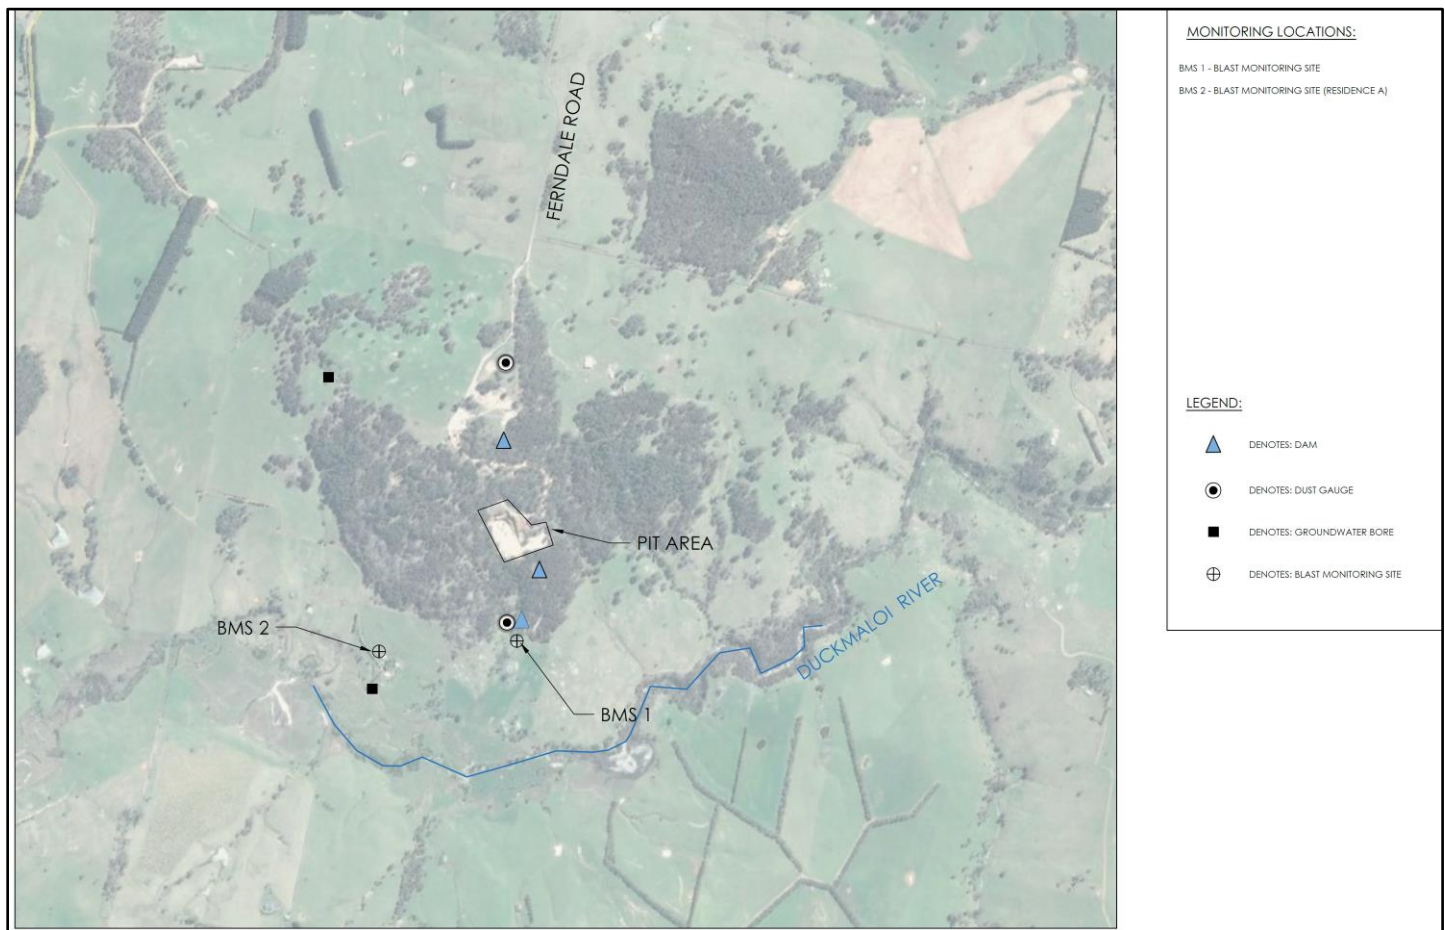 FERNDALE ROAD
PIT AREA
DUCKMALOI RIVER
BMS 2
BMS 1
MONITORING LOCATIONS:
BMS 1 - BLAST MONITORING SITE
BMS 2 - BLAST MONITORING SITE (RESIDENCE A)
LEGEND:
DENOTES: DAM
DENOTES: DUST GAUGE
DENOTES: GROUNDWATER BORE
DENOTES: BLAST MONITORING SITE